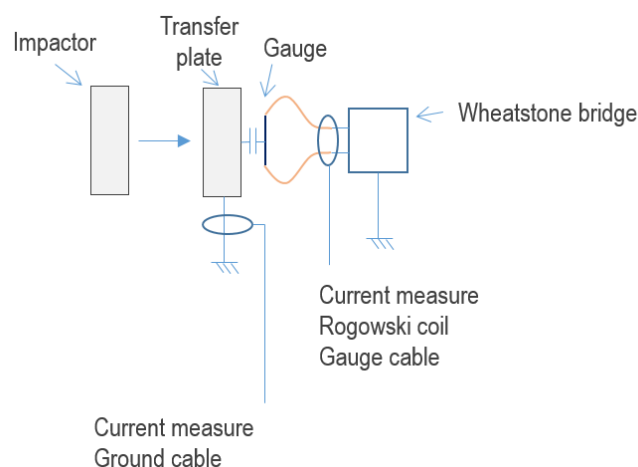 Impactor
Transfer
plate
Gauge
Wheatstone bridge
Current measure
Rogowski coil
Gauge cable
Current measure
Ground cable